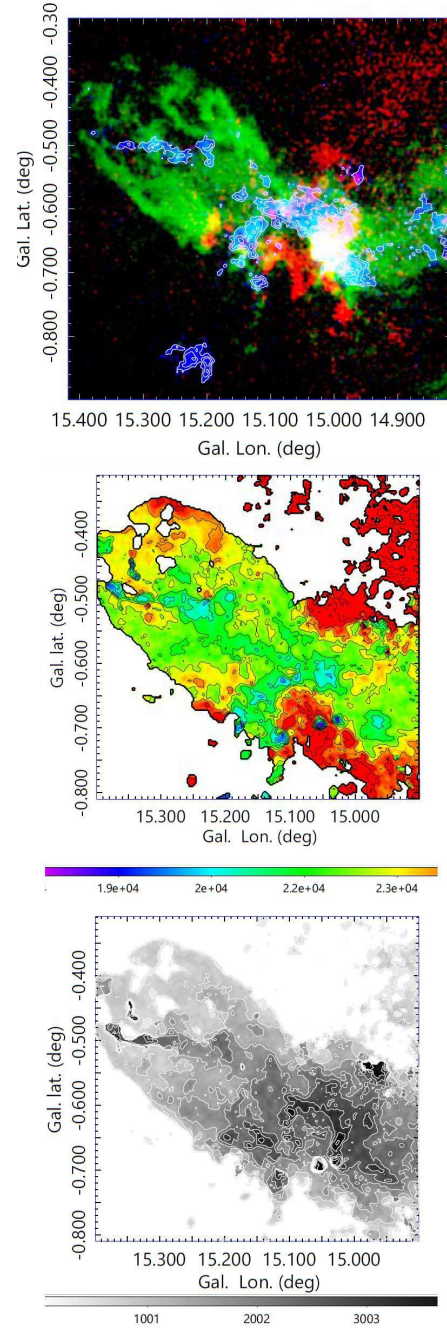 -0.30
-0.400
-0.500
-0.600
-0.700
-0.800
Gal. Lat. (deg)
15.400 15.300 15.200 15.100 15.000 14.900
Gal. Lon. (deg)
-0.400
-0.500
-0.600
-0.700
-0.800
Gal. lat. (deg)
15.300 15.200 15.100 15.000
Gal. Lon. (deg)
1.9e+04 2e+04 2.2e+04 2.3e+04
-0.400
-0.500
-0.600
-0.700
-0.800
Gal. lat. (deg)
15.300 15.200 15.100 15.000
Gal. Lon. (deg)
1001 2002 3003